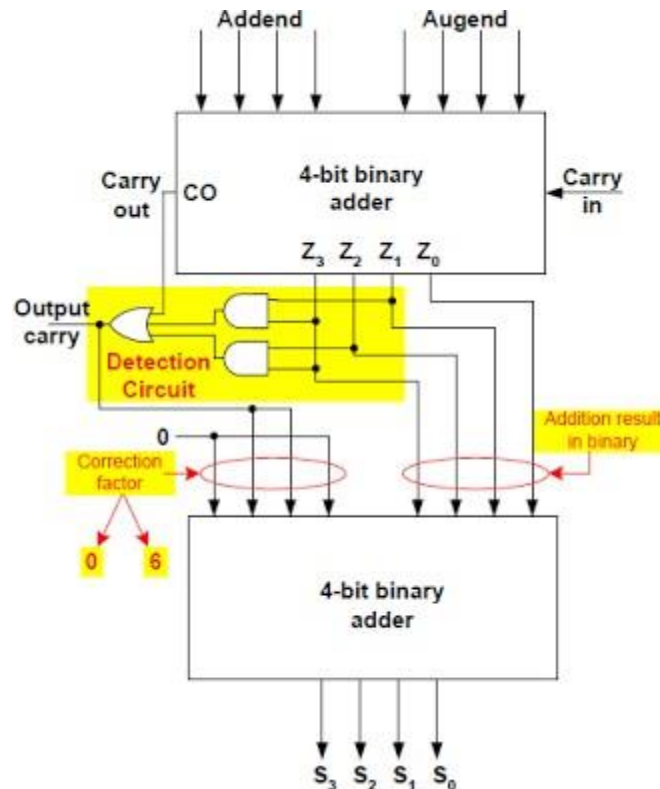 Addend
Augend
4-bit binary
adder
Carry
out
CO
Carry
in
Z3 Z2 Z1 Z0
Output
carry
Detection
Circuit
0
Addition result
in binary
Correction
factor
0 6
4-bit binary
adder
S3 S2 S1 S0